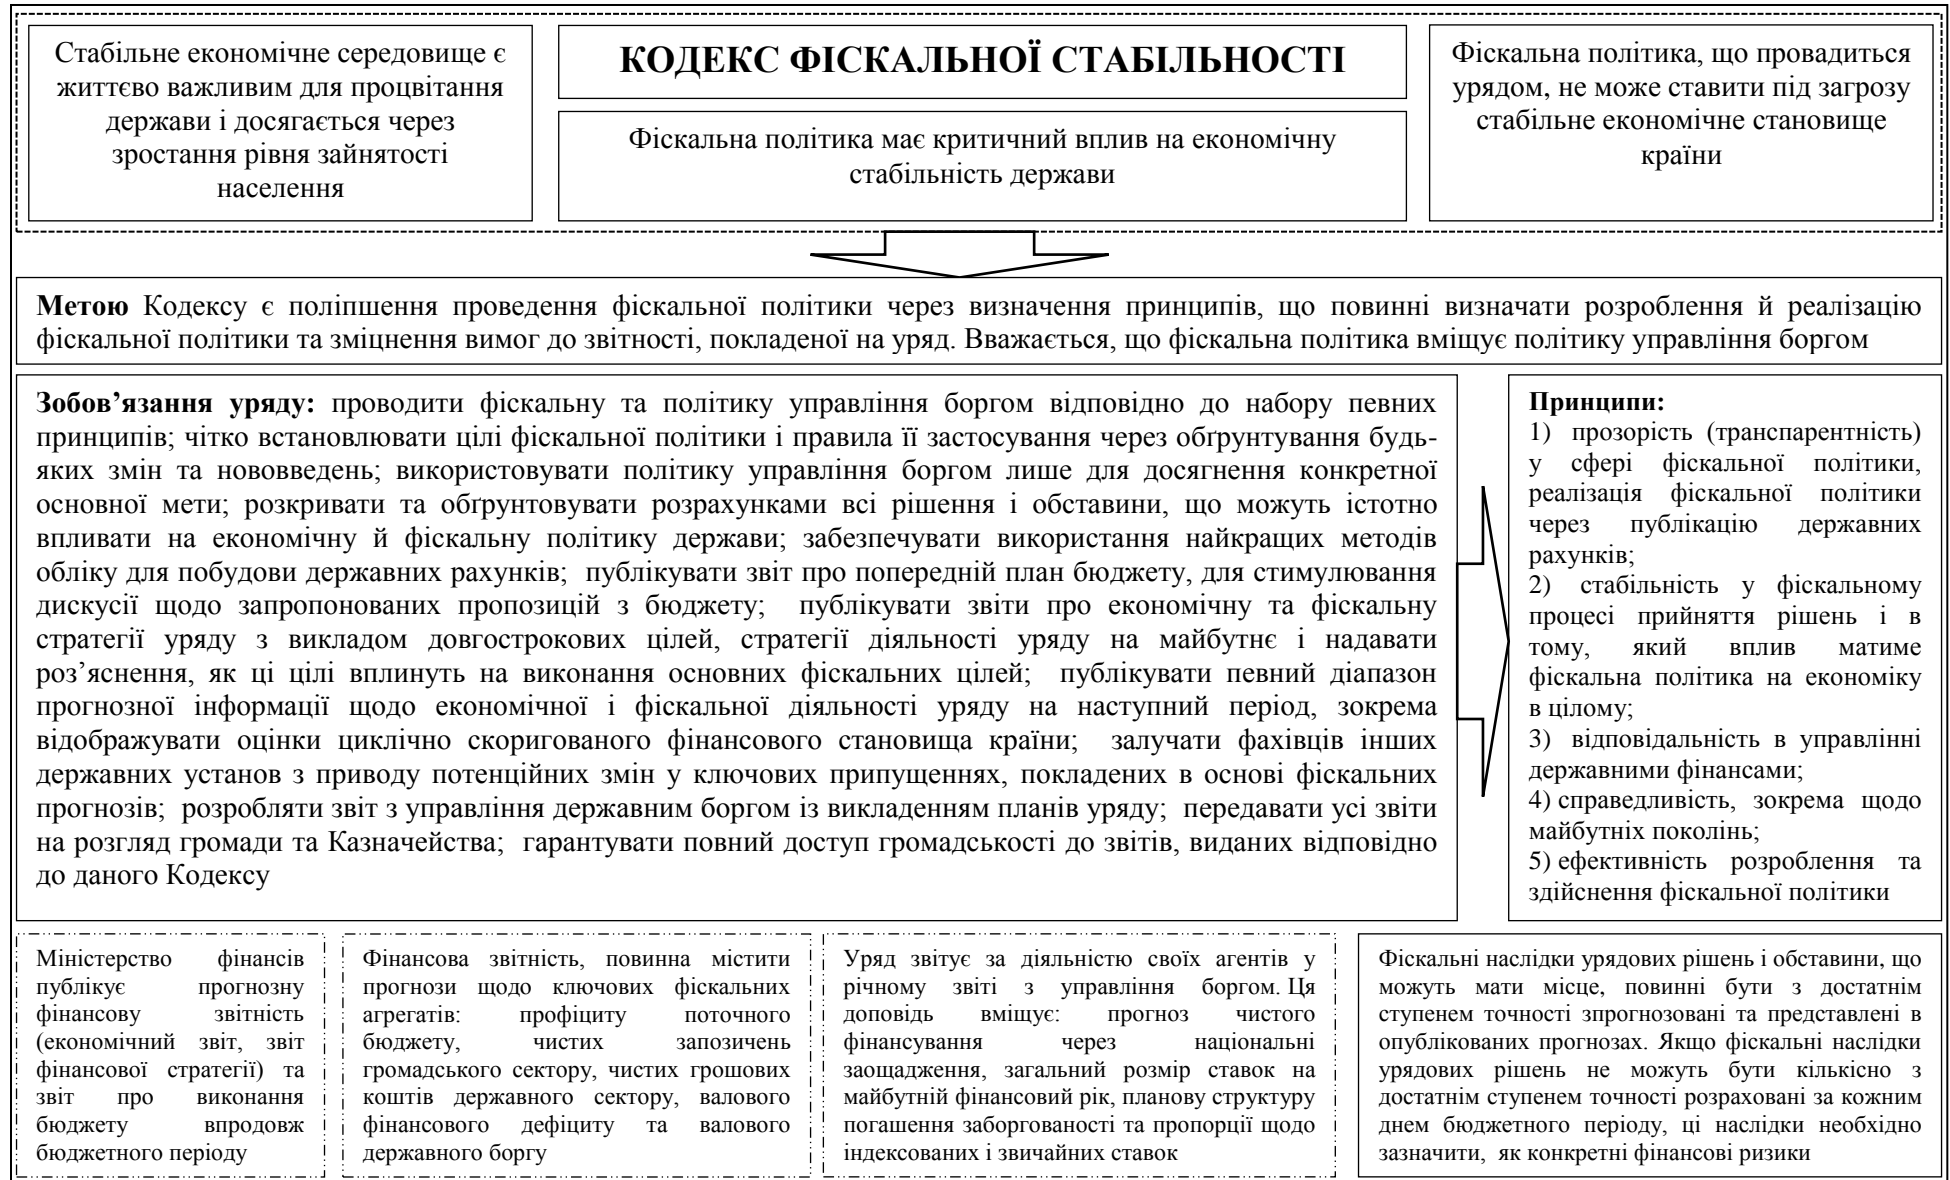 Стабільне економічне середовище є
життєво важливим для процвітання
держави і досягається через
зростання рівня зайнятості
населення
КОДЕКС ФІСКАЛЬНОЇ СТАБІЛЬНОСТІ
Фіскальна політика має критичний вплив на економічну
стабільність держави
Фіскальна політика, що провадиться
урядом, не може ставити під загрозу
стабільне економічне становище
країни
Метою Кодексу є поліпшення проведення фіскальної політики через визначення принципів, що повинні визначати розроблення й реалізацію
фіскальної політики та зміцнення вимог до звітності, покладеної на уряд. Вважається, що фіскальна політика вміщує політику управління боргом
Зобов’язання уряду: проводити фіскальну та політику управління боргом відповідно до набору певних
принципів; чітко встановлювати цілі фіскальної політики і правила її застосування через обґрунтування будь-
яких змін та нововведень; використовувати політику управління боргом лише для досягнення конкретної
основної мети; розкривати та обґрунтовувати розрахунками всі рішення і обставини, що можуть істотно
впливати на економічну й фіскальну політику держави; забезпечувати використання найкращих методів
обліку для побудови державних рахунків; публікувати звіт про попередній план бюджету, для стимулювання
дискусії щодо запропонованих пропозицій з бюджету; публікувати звіти про економічну та фіскальну
стратегії уряду з викладом довгострокових цілей, стратегії діяльності уряду на майбутнє і надавати
роз’яснення, як ці цілі вплинуть на виконання основних фіскальних цілей; публікувати певний діапазон
прогнозної інформації щодо економічної і фіскальної діяльності уряду на наступний період, зокрема
відображувати оцінки циклічно скоригованого фінансового становища країни; залучати фахівців інших
державних установ з приводу потенційних змін у ключових припущеннях, покладених в основі фіскальних
прогнозів; розробляти звіт з управління державним боргом із викладенням планів уряду; передавати усі звіти
на розгляд громади та Казначейства; гарантувати повний доступ громадськості до звітів, виданих відповідно
до даного Кодексу
Принципи:
1) прозорість (транспарентність)
у сфері фіскальної політики,
реалізація фіскальної політики
через публікацію державних
рахунків;
2) стабільність у фіскальному
процесі прийняття рішень і в
тому, який вплив матиме
фіскальна політика на економіку
в цілому;
3) відповідальність в управлінні
державними фінансами;
4) справедливість, зокрема щодо
майбутніх поколінь;
5) ефективність розроблення та
здійснення фіскальної політики
Міністерство фінансів
публікує прогнозну
фінансову звітність
(економічний звіт, звіт
фінансової стратегії) та
звіт про виконання
бюджету впродовж
бюджетного періоду
Фінансова звітність, повинна містити
прогнози щодо ключових фіскальних
агрегатів: профіциту поточного
бюджету, чистих запозичень
громадського сектору, чистих грошових
коштів державного сектору, валового
фінансового дефіциту та валового
державного боргу
Уряд звітує за діяльністю своїх агентів у
річному звіті з управління боргом. Ця
доповідь вміщує: прогноз чистого
фінансування через національні
заощадження, загальний розмір ставок на
майбутній фінансовий рік, планову структуру
погашення заборгованості та пропорції щодо
індексованих і звичайних ставок
Фіскальні наслідки урядових рішень і обставини, що
можуть мати місце, повинні бути з достатнім
ступенем точності зпрогнозовані та представлені в
опублікованих прогнозах. Якщо фіскальні наслідки
урядових рішень не можуть бути кількісно з
достатнім ступенем точності розраховані за кожним
днем бюджетного періоду, ці наслідки необхідно
зазначити, як конкретні фінансові ризики